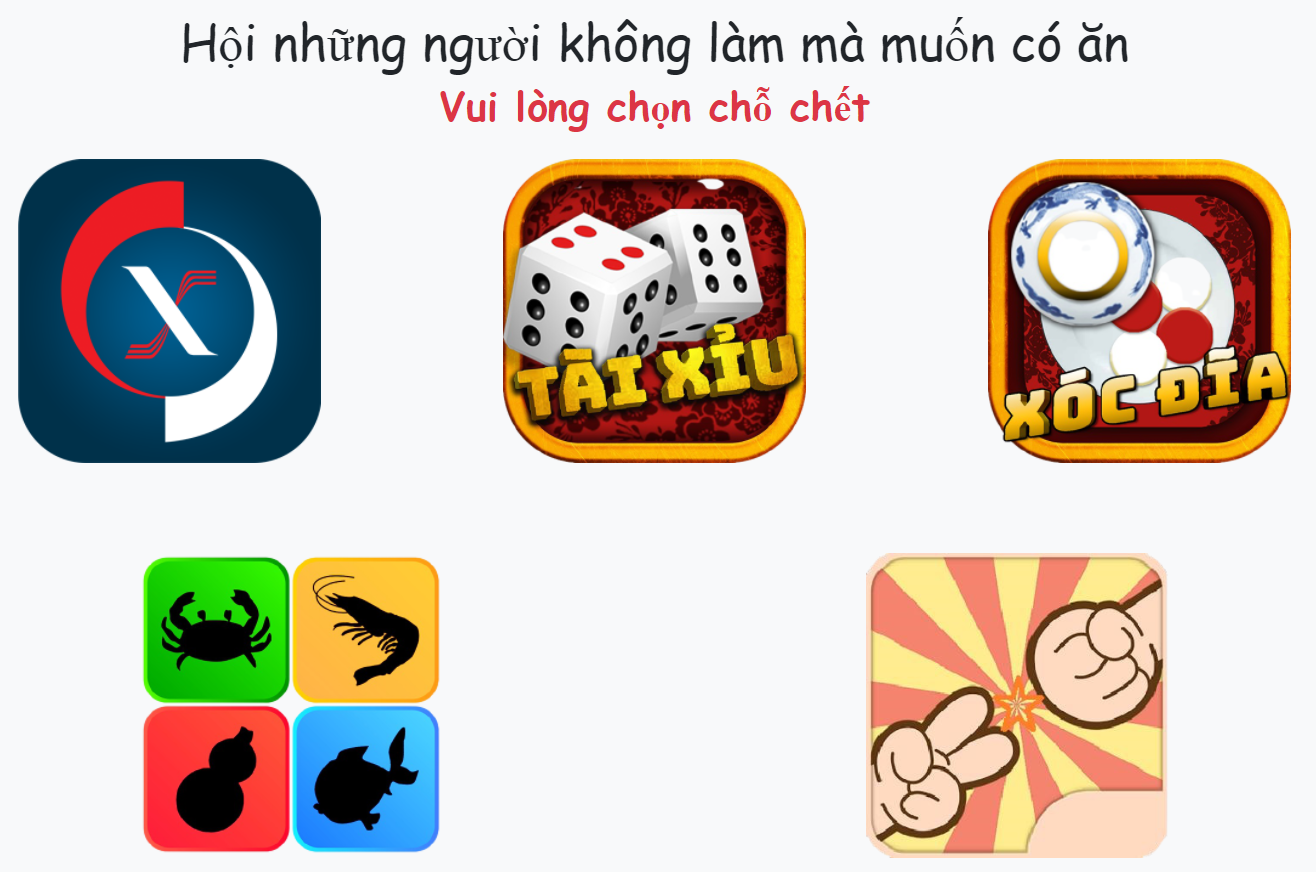 Hội những người không làm mà muốn có ăn
Vui lòng chọn chỗ chết
X
TÀI XỈU
XÓC ĐĨA